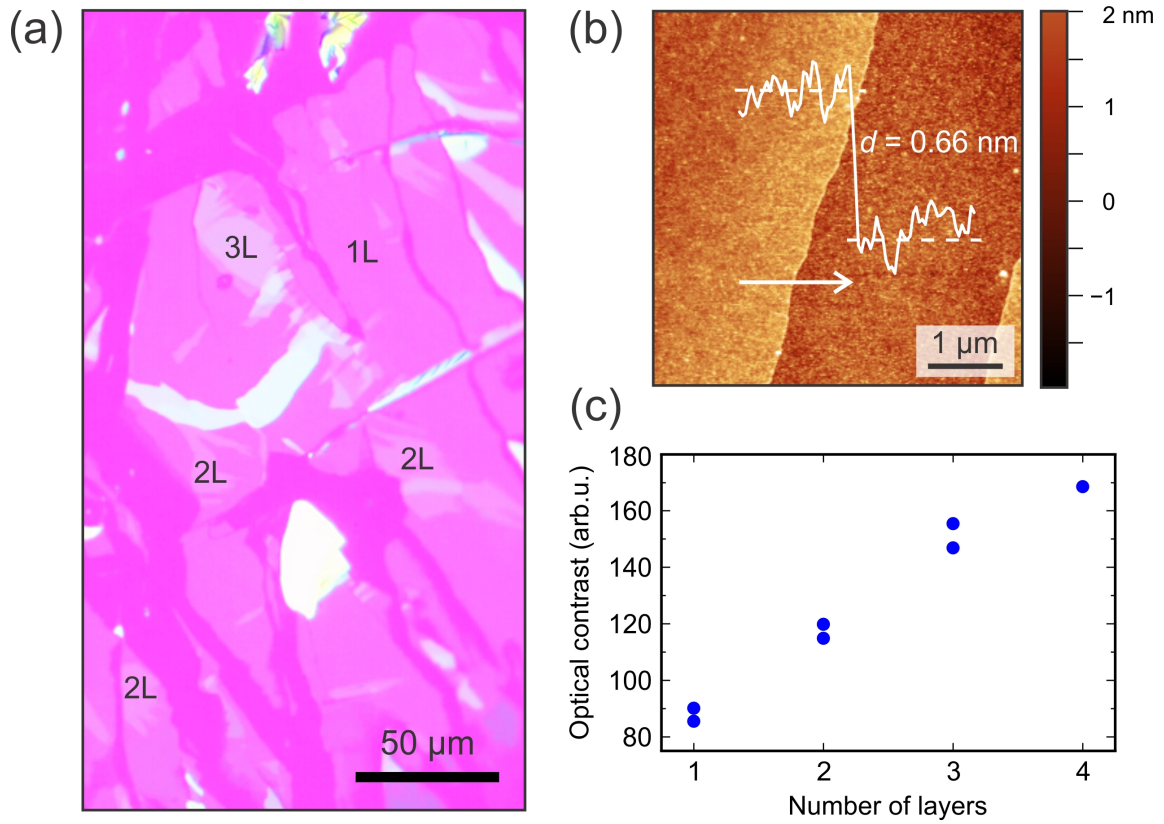 (a)
3L
1L
2L
2L
2L
50 µm
(b)
d = 0.66 nm
1 µm
2 nm
1
0
−1
(c)
180
160
140
120
100
80
Optical contrast (arb.u.)
1 2 3 4
Number of layers